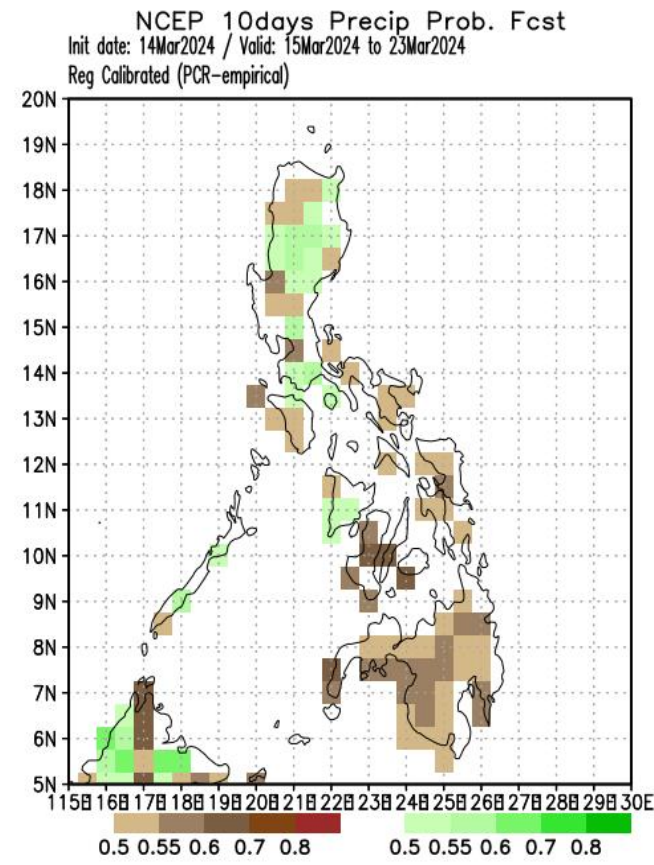 NCEP 10days Precip Prob. Fcst
Init date: 14Mar2024 / Valid: 15Mar2024 to 23Mar2024
Reg Calibrated (PCR-empirical)
20N
19N
18N
17N
16N
15N
14N
13N
12N
11N
10N
9N
8N
7N
6N
5N
115E 116E 117E 118E 119E 120E 121E 122E 123E 124E 125E 126E 127E 128E 129E 130E
0.5 0.55 0.6 0.7 0.8 0.5 0.55 0.6 0.7 0.8